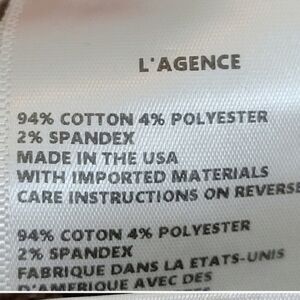 L'AGENCE
94% COTTON 4% POLYESTER
2% SPANDEX
MADE IN THE USA
WITH IMPORTED MATERIALS
CARE INSTRUCTIONS ON REVERSE
94% COTON 4% POLYESTER
2% SPANDEX
FABRIQUE DANS LA ETATS-UNIS
D'AMERIQUE AVEC DES